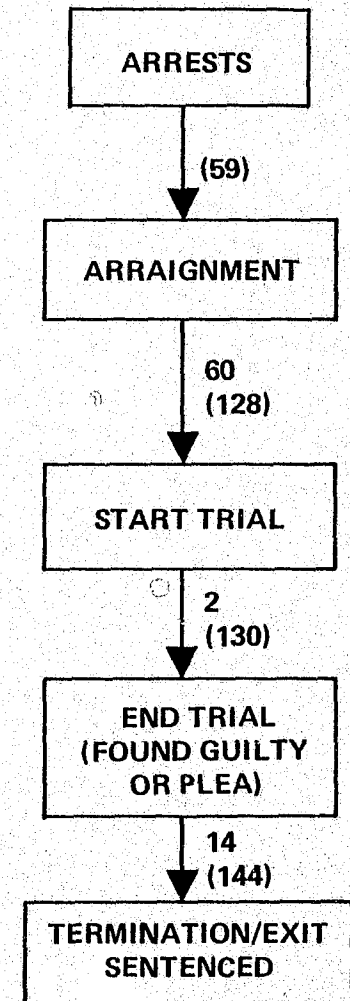 ARRESTS
(59)
ARRAIGNMENT
60
(128)
START TRIAL
2
(130)
END TRIAL
(FOUND GUILTY
OR PLEA)
14
(144)
TERMINATION/EXIT
SENTENCED